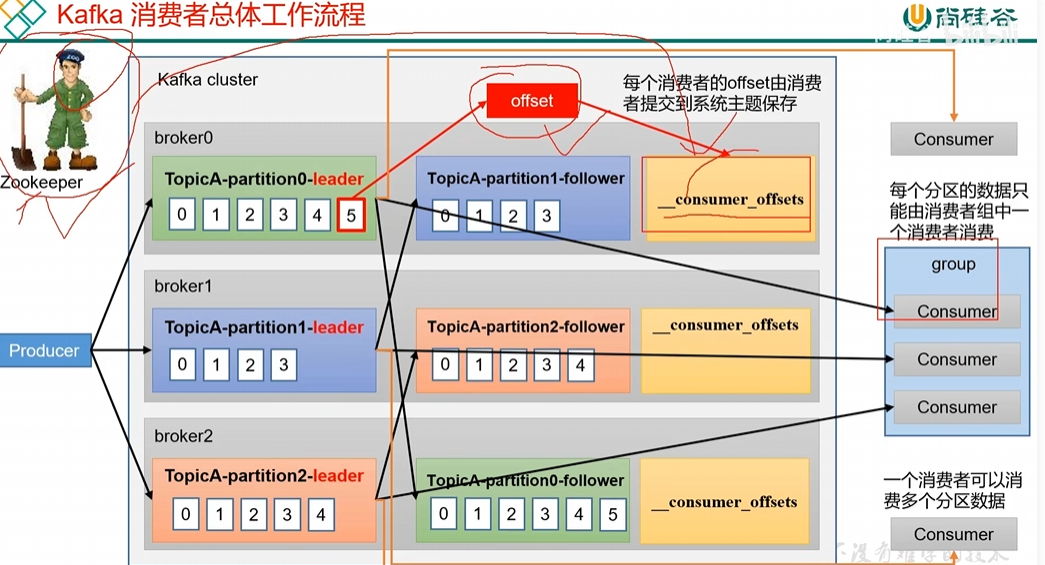 Kafka 消费者总体工作流程
尚硅谷
Zookeeper
Kafka cluster
offset
每个消费者的offset由消费
者提交到系统主题保存
broker0
TopicA-partition0-leader
0 1 2 3 4 5
TopicA-partition1-follower
0 1 2 3
__consumer_offsets
broker1
TopicA-partition1-leader
0 1 2 3
TopicA-partition2-follower
0 1 2 3 4
__consumer_offsets
broker2
TopicA-partition2-leader
0 1 2 3 4
TopicA-partition0-follower
0 1 2 3 4 5
__consumer_offsets
Producer
Consumer
每个分区的数据只
能由消费者组中一
个消费者消费
group
Consumer
Consumer
Consumer
一个消费者可以消
费多个分区数据
Consumer